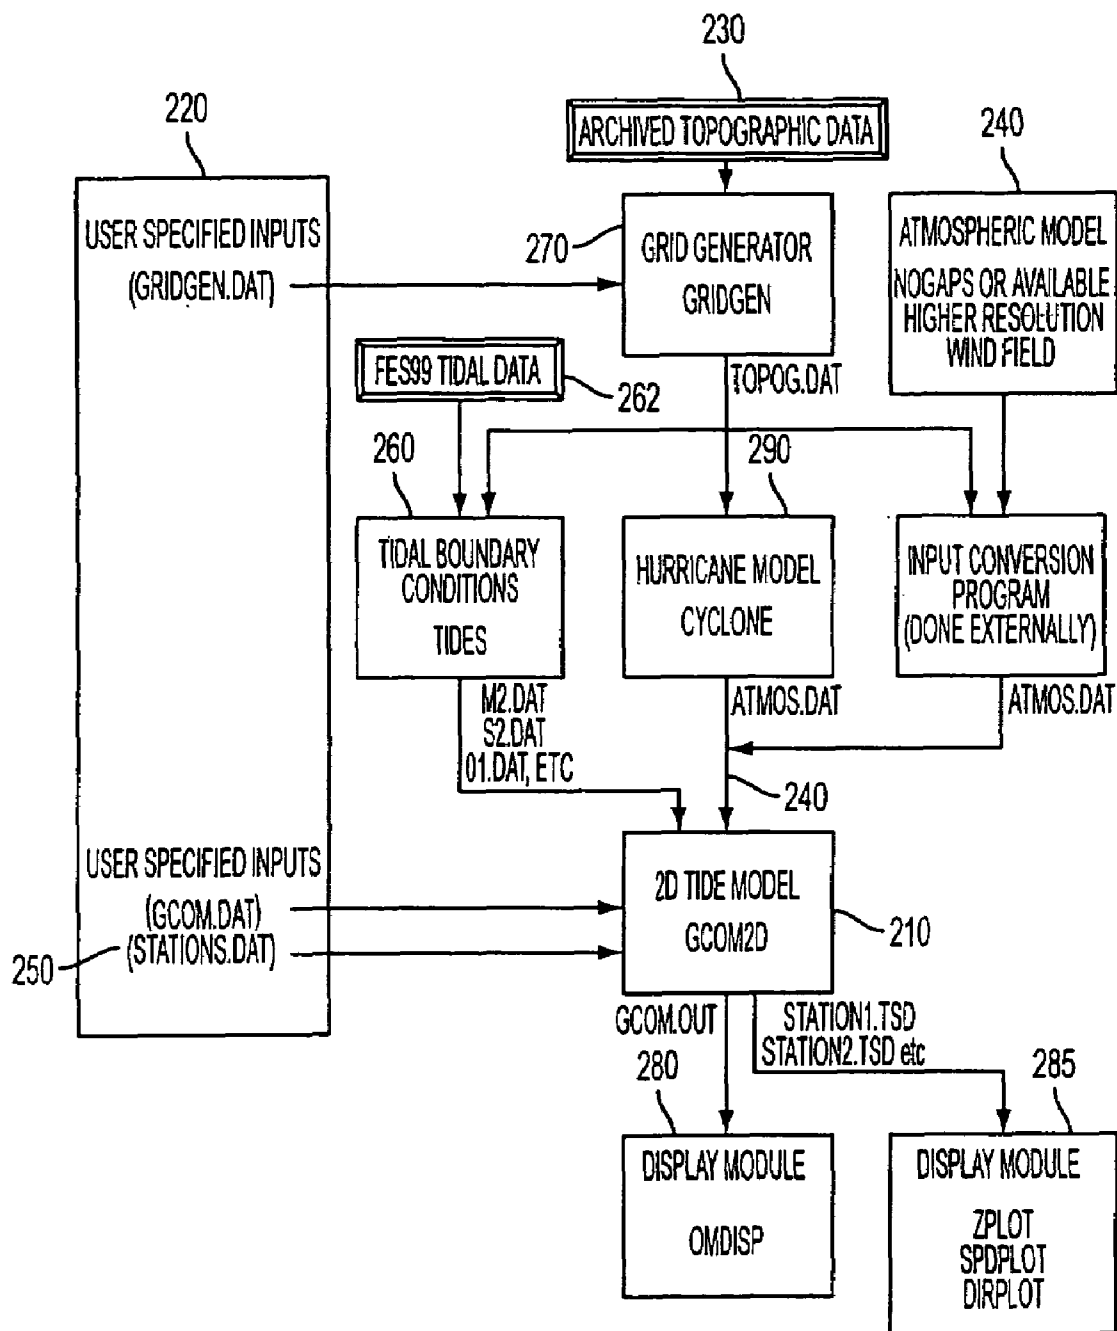 230
220
ARCHIVED TOPOGRAPHIC DATA
240
USER SPECIFIED INPUTS
(GRIDGEN.DAT)
270
GRID GENERATOR
GRIDGEN
ATMOSPHERIC MODEL
NOGAPS OR AVAILABLE
HIGHER RESOLUTION
WIND FIELD
FES99 TIDAL DATA
262
TOPOG.DAT
260
290
TIDAL BOUNDARY
CONDITIONS
TIDES
HURRICANE MODEL
CYCLONE
INPUT CONVERSION
PROGRAM
(DONE EXTERNALLY)
M2.DAT
S2.DAT
01.DAT, ETC
ATMOS.DAT
ATMOS.DAT
240
USER SPECIFIED INPUTS
(GCOM.DAT)
(STATIONS.DAT)
250
2D TIDE MODEL
GCOM2D
210
GCOM.OUT
STATION1.TSD
STATION2.TSD etc
280
285
DISPLAY MODULE
OMDISP
DISPLAY MODULE
ZPLOT
SPDPLOT
DIRPLOT